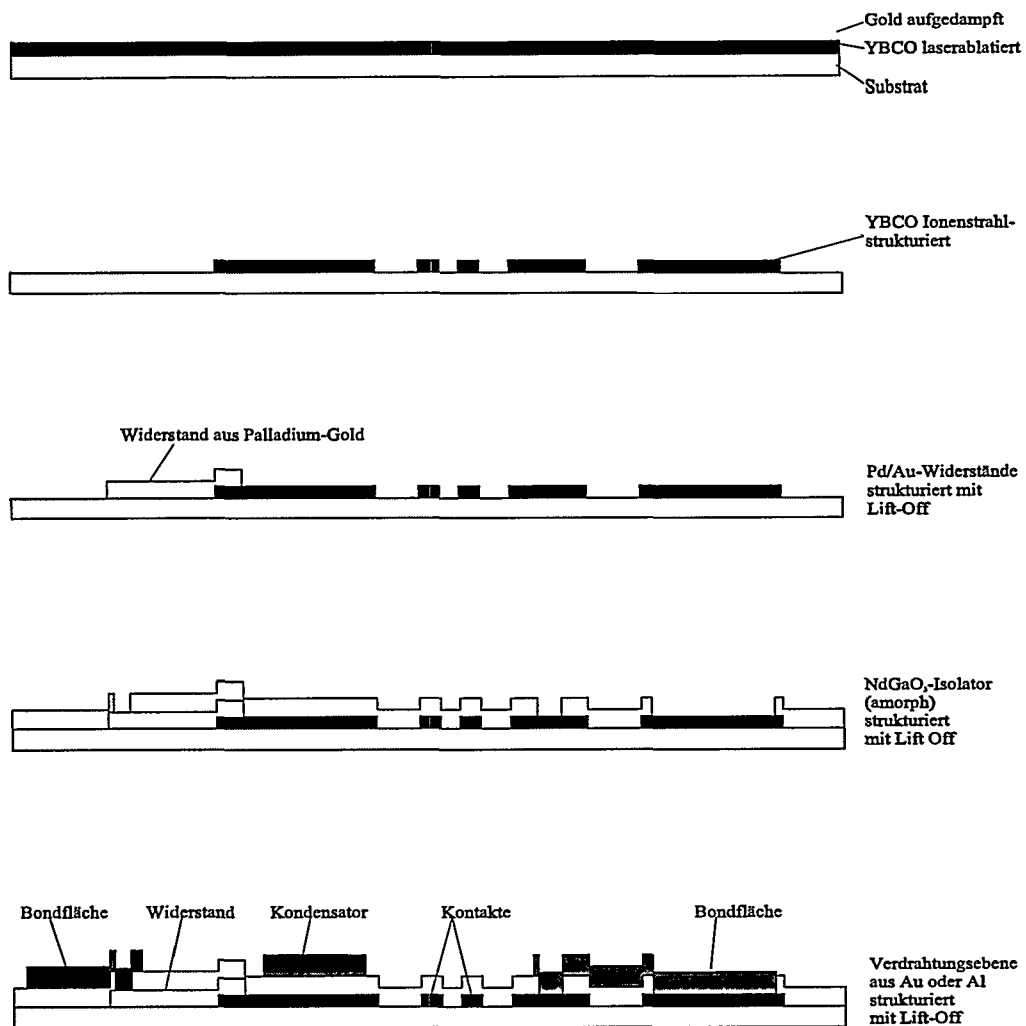 Gold aufgedampft
YBCO laserablatiert
Substrat
YBCO Ionenstrahl-
strukturiert
Widerstand aus Palladium-Gold
Pd/Au-Widerstände
strukturiert mit
Lift-Off
NdGaO₃-Isolator
(amorph)
strukturiert
mit Lift Off
Bondfläche
Widerstand
Kondensator
Kontakte
Bondfläche
Verdrahtungsebene
aus Au oder Al
strukturiert
mit Lift-Off